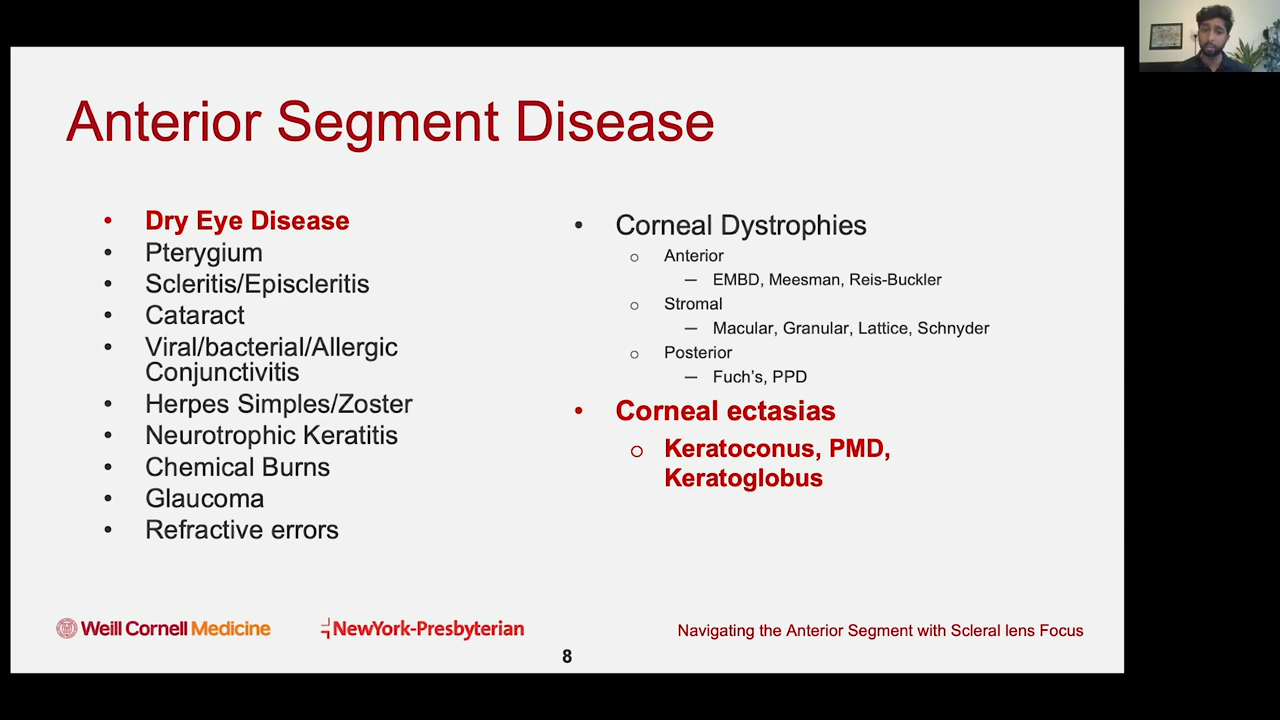 Anterior Segment Disease
• Dry Eye Disease
• Pterygium
• Scleritis/Episcleritis
• Cataract
• Viral/bacterial/Allergic
Conjunctivitis
• Herpes Simples/Zoster
• Neurotrophic Keratitis
• Chemical Burns
• Glaucoma
• Refractive errors
• Corneal Dystrophies
○ Anterior
— EMBD, Meesman, Reis-Buckler
○ Stromal
— Macular, Granular, Lattice, Schnyder
○ Posterior
— Fuch’s, PPD
• Corneal ectasias
○ Keratoconus, PMD,
Keratoglobus
Weill Cornell Medicine
NewYork-Presbyterian
Navigating the Anterior Segment with Scleral lens Focus
8